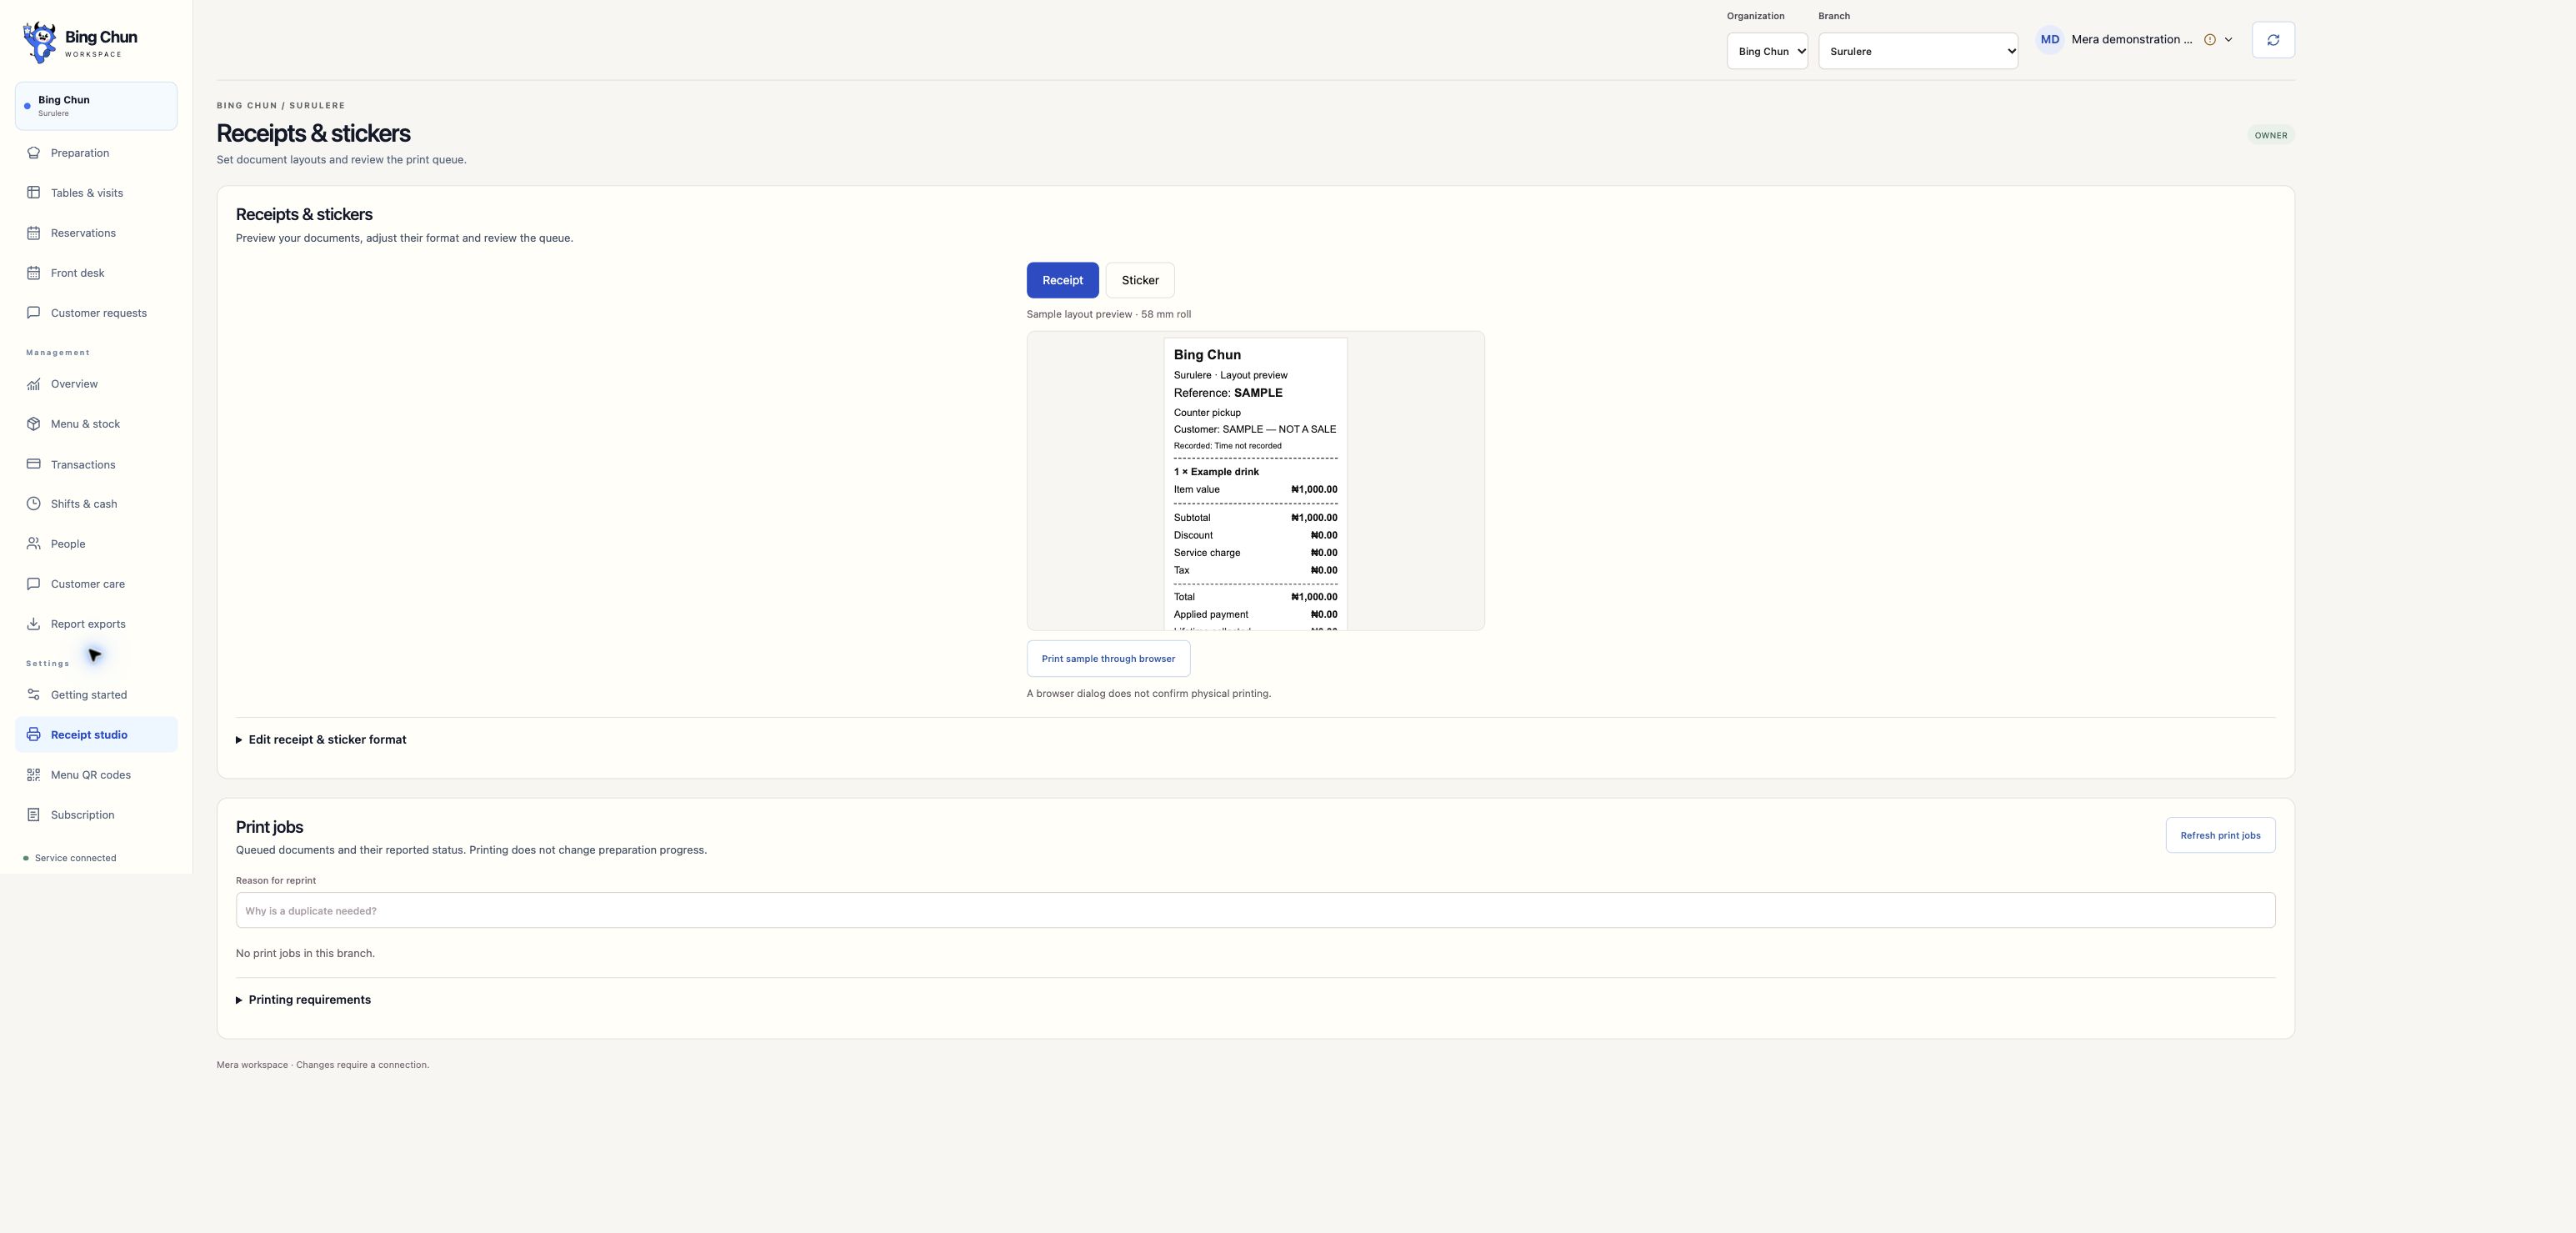 Bing Chun
WORKSPACE
Bing Chun
Surulere
Preparation
Tables & visits
Reservations
Front desk
Customer requests
Management
Overview
Menu & stock
Transactions
Shifts & cash
People
Customer care
Report exports
Settings
Getting started
Receipt studio
Menu QR codes
Subscription
Service connected
Organization
Branch
Bing Chun
Surulere
MD
Mera demonstration ...
BING CHUN / SURULERE
Receipts & stickers
Set document layouts and review the print queue.
OWNER
Receipts & stickers
Preview your documents, adjust their format and review the queue.
Receipt
Sticker
Sample layout preview · 58 mm roll
Bing Chun
Surulere · Layout preview
Reference: SAMPLE
Counter pickup
Customer: SAMPLE — NOT A SALE
Recorded: Time not recorded
1 × Example drink
Item value ₦1,000.00
Subtotal ₦1,000.00
Discount ₦0.00
Service charge ₦0.00
Tax ₦0.00
Total ₦1,000.00
Applied payment ₦0.00
Print sample through browser
A browser dialog does not confirm physical printing.
Edit receipt & sticker format
Print jobs
Queued documents and their reported status. Printing does not change preparation progress.
Refresh print jobs
Reason for reprint
Why is a duplicate needed?
No print jobs in this branch.
Printing requirements
Mera workspace · Changes require a connection.